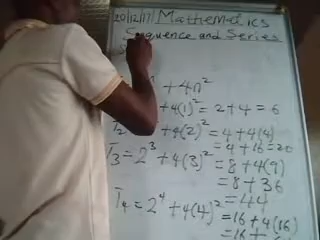 20/12/17 Mathematics
Sequence and Series
+ 4n²
+ 4(1)² = 2+4 = 6
T₂ + 4(2)² = 4 + 4(4)
= 4 + 16 = 20
T₃ = 2³ + 4(3)² = 8 + 4(9)
= 8 + 36
= 44
T₄ = 2⁴ + 4(4)² = 16 + 4(16)
= 16 +